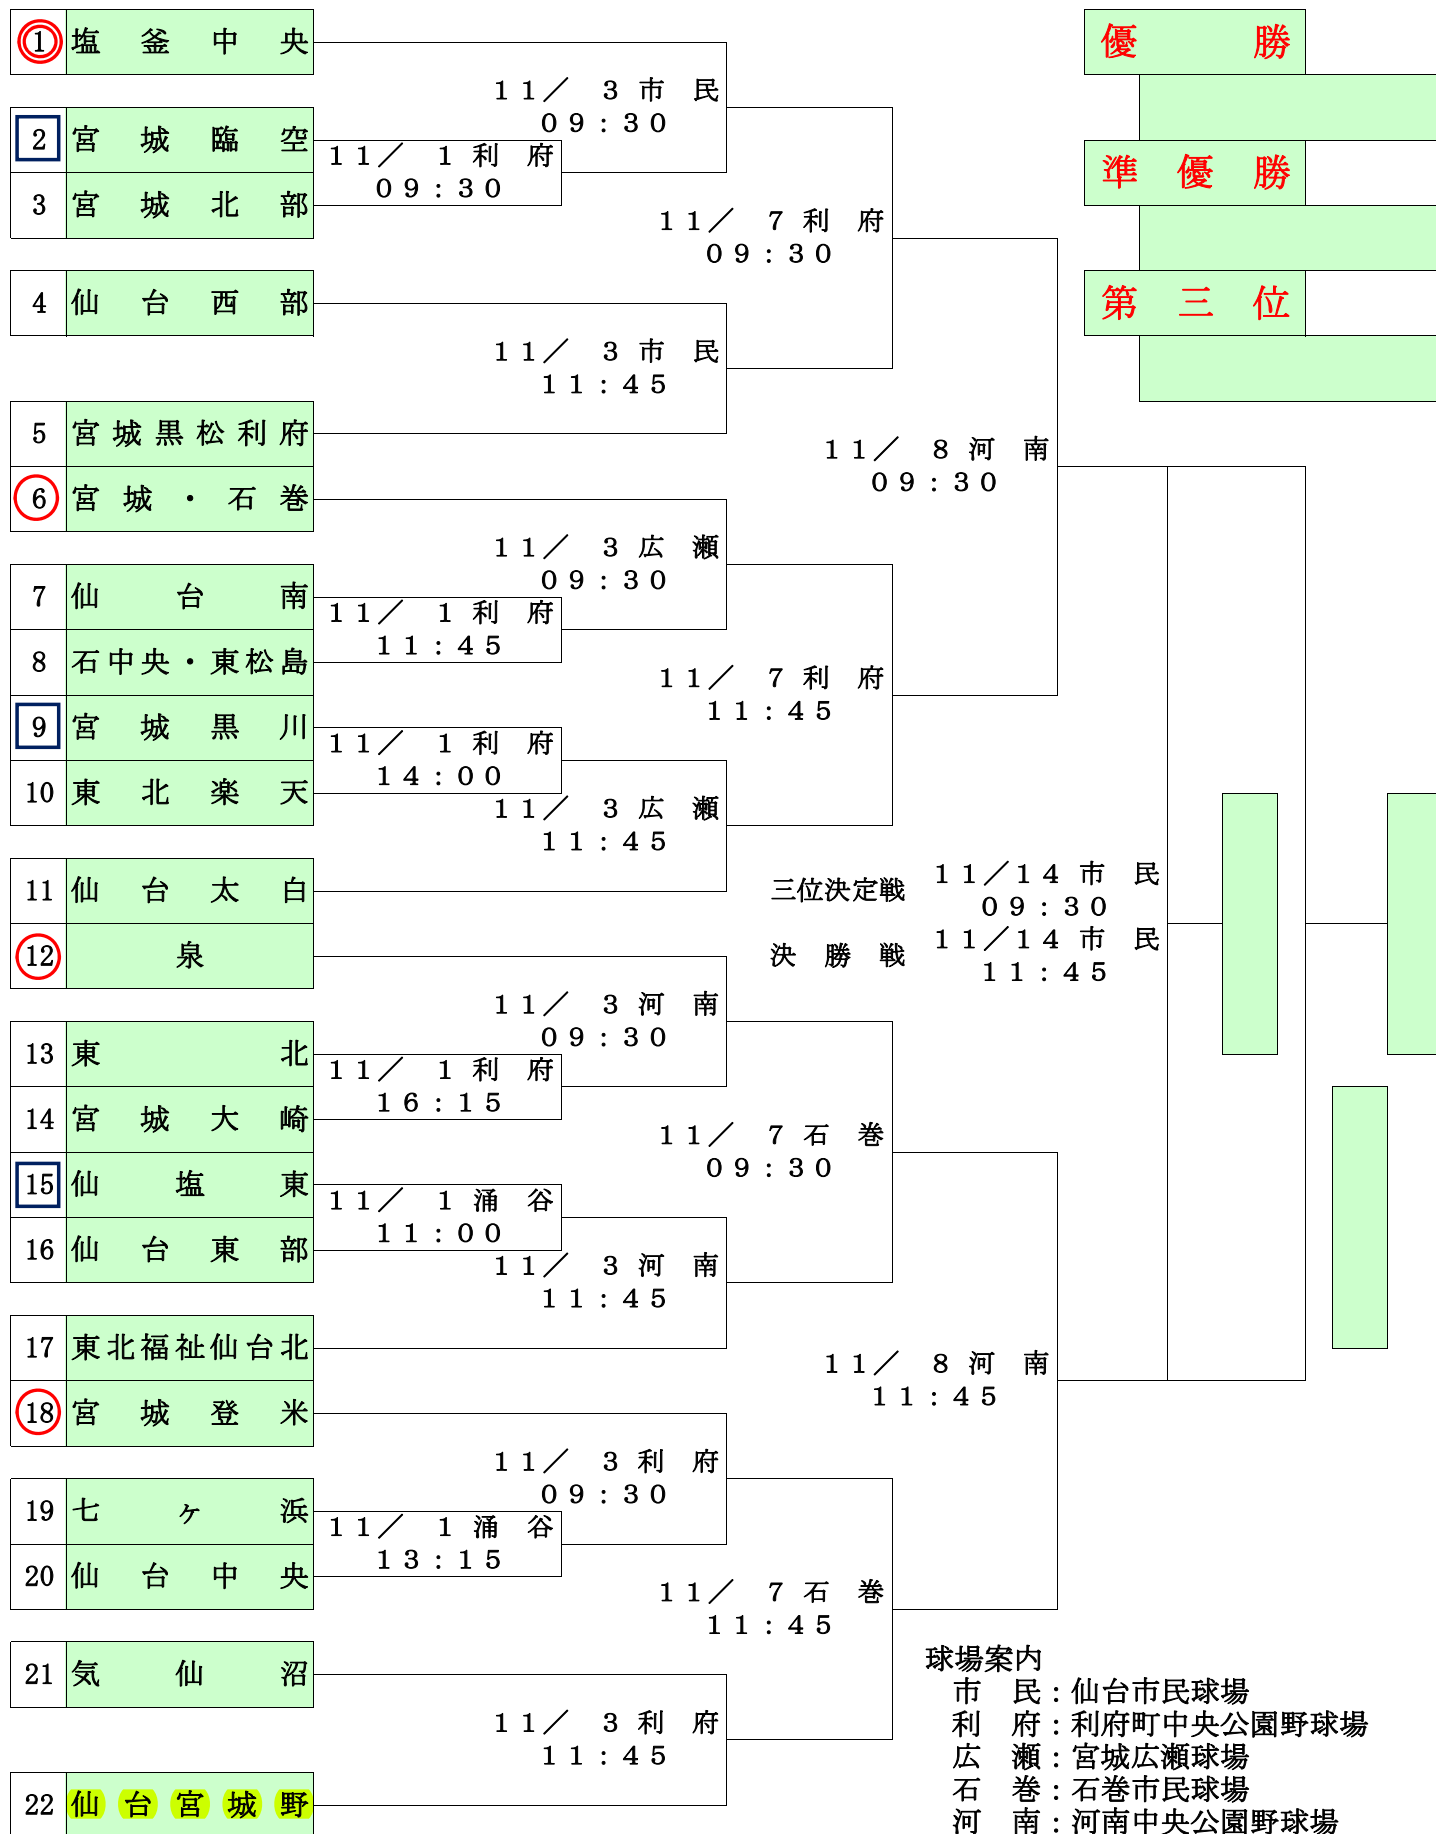 1 塩釜中央
優勝
11／ 3 市民
09:30
2 宮城臨空
11／ 1 利府
09:30
準優勝
3 宮城北部
11／ 7 利府
09:30
4 仙台西部
第三位
11／ 3 市民
11:45
5 宮城黒松利府
11／ 8 河南
09:30
6 宮城・石巻
11／ 3 広瀬
09:30
7 仙台南
11／ 1 利府
11:45
8 石中央・東松島
11／ 7 利府
11:45
9 宮城黒川
11／ 1 利府
14:00
10 東北楽天
11／ 3 広瀬
11:45
11 仙台太白
三位決定戦 11／14 市民
09:30
12 泉
決勝戦 11／14 市民
11:45
11／ 3 河南
09:30
13 東北
11／ 1 利府
16:15
14 宮城大崎
11／ 7 石巻
09:30
15 仙塩東
11／ 1 涌谷
11:00
16 仙台東部
11／ 3 河南
11:45
17 東北福祉仙台北
11／ 8 河南
11:45
18 宮城登米
11／ 3 利府
09:30
19 七ヶ浜
11／ 1 涌谷
13:15
20 仙台中央
11／ 7 石巻
11:45
21 気仙沼
11／ 3 利府
11:45
22 仙台宮城野
球場案内
市民：仙台市民球場
利府：利府町中央公園野球場
広瀬：宮城広瀬球場
石巻：石巻市民球場
河南：河南中央公園野球場